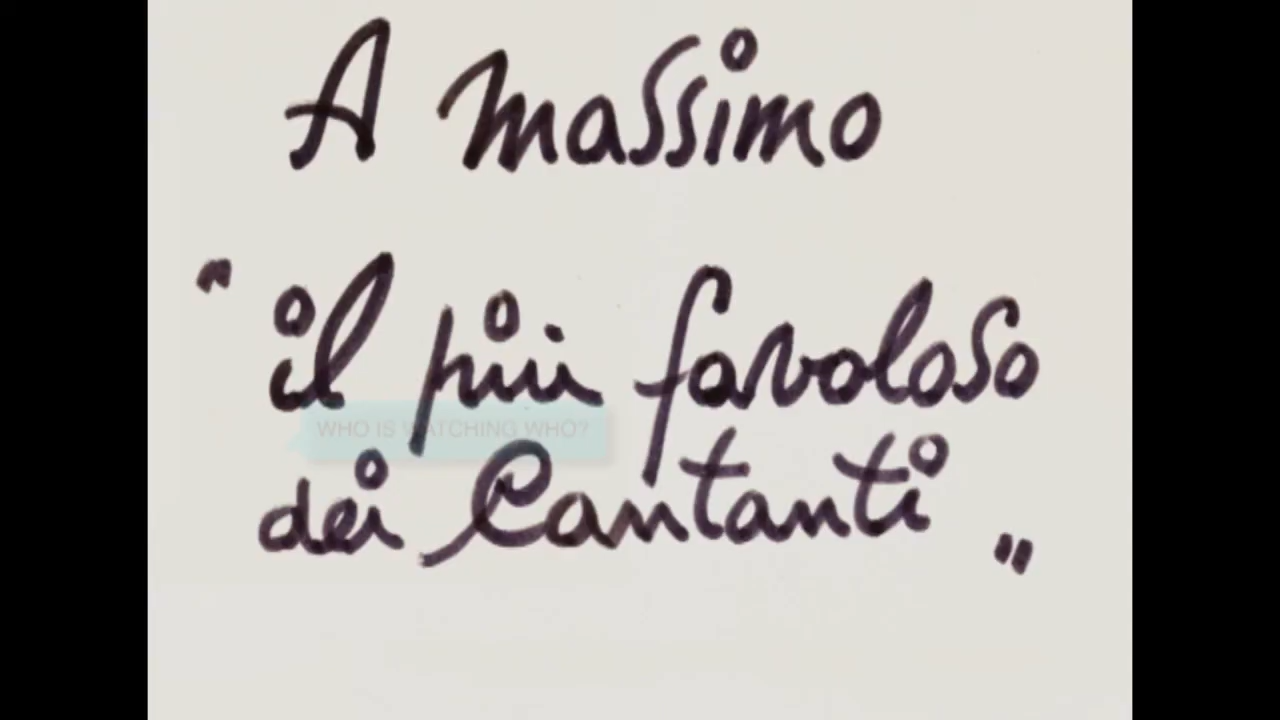 A Massimo
" il più favoloso
WHO IS WATCHING WHO?
dei Cantanti "